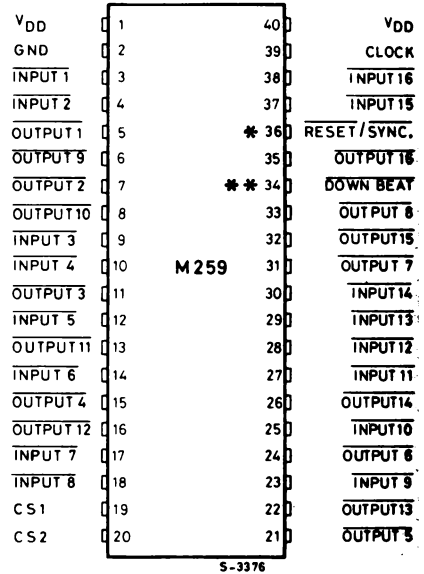 VDD 1 40 VDD
GND 2 39 CLOCK
INPUT 1 3 38 INPUT 16
INPUT 2 4 37 INPUT 15
OUTPUT 1 5 * 36 RESET/SYNC.
OUTPUT 9 6 35 OUTPUT 16
OUTPUT 2 7 ** 34 DOWN BEAT
OUTPUT 10 8 33 OUTPUT 8
INPUT 3 9 32 OUTPUT 15
INPUT 4 10 M259 31 OUTPUT 7
OUTPUT 3 11 30 INPUT 14
INPUT 5 12 29 INPUT 13
OUTPUT 11 13 28 INPUT 12
INPUT 6 14 27 INPUT 11
OUTPUT 4 15 26 OUTPUT 14
OUTPUT 12 16 25 INPUT 10
INPUT 7 17 24 OUTPUT 6
INPUT 8 18 23 INPUT 9
CS1 19 22 OUTPUT 13
CS2 20 21 OUTPUT 5
S-3376